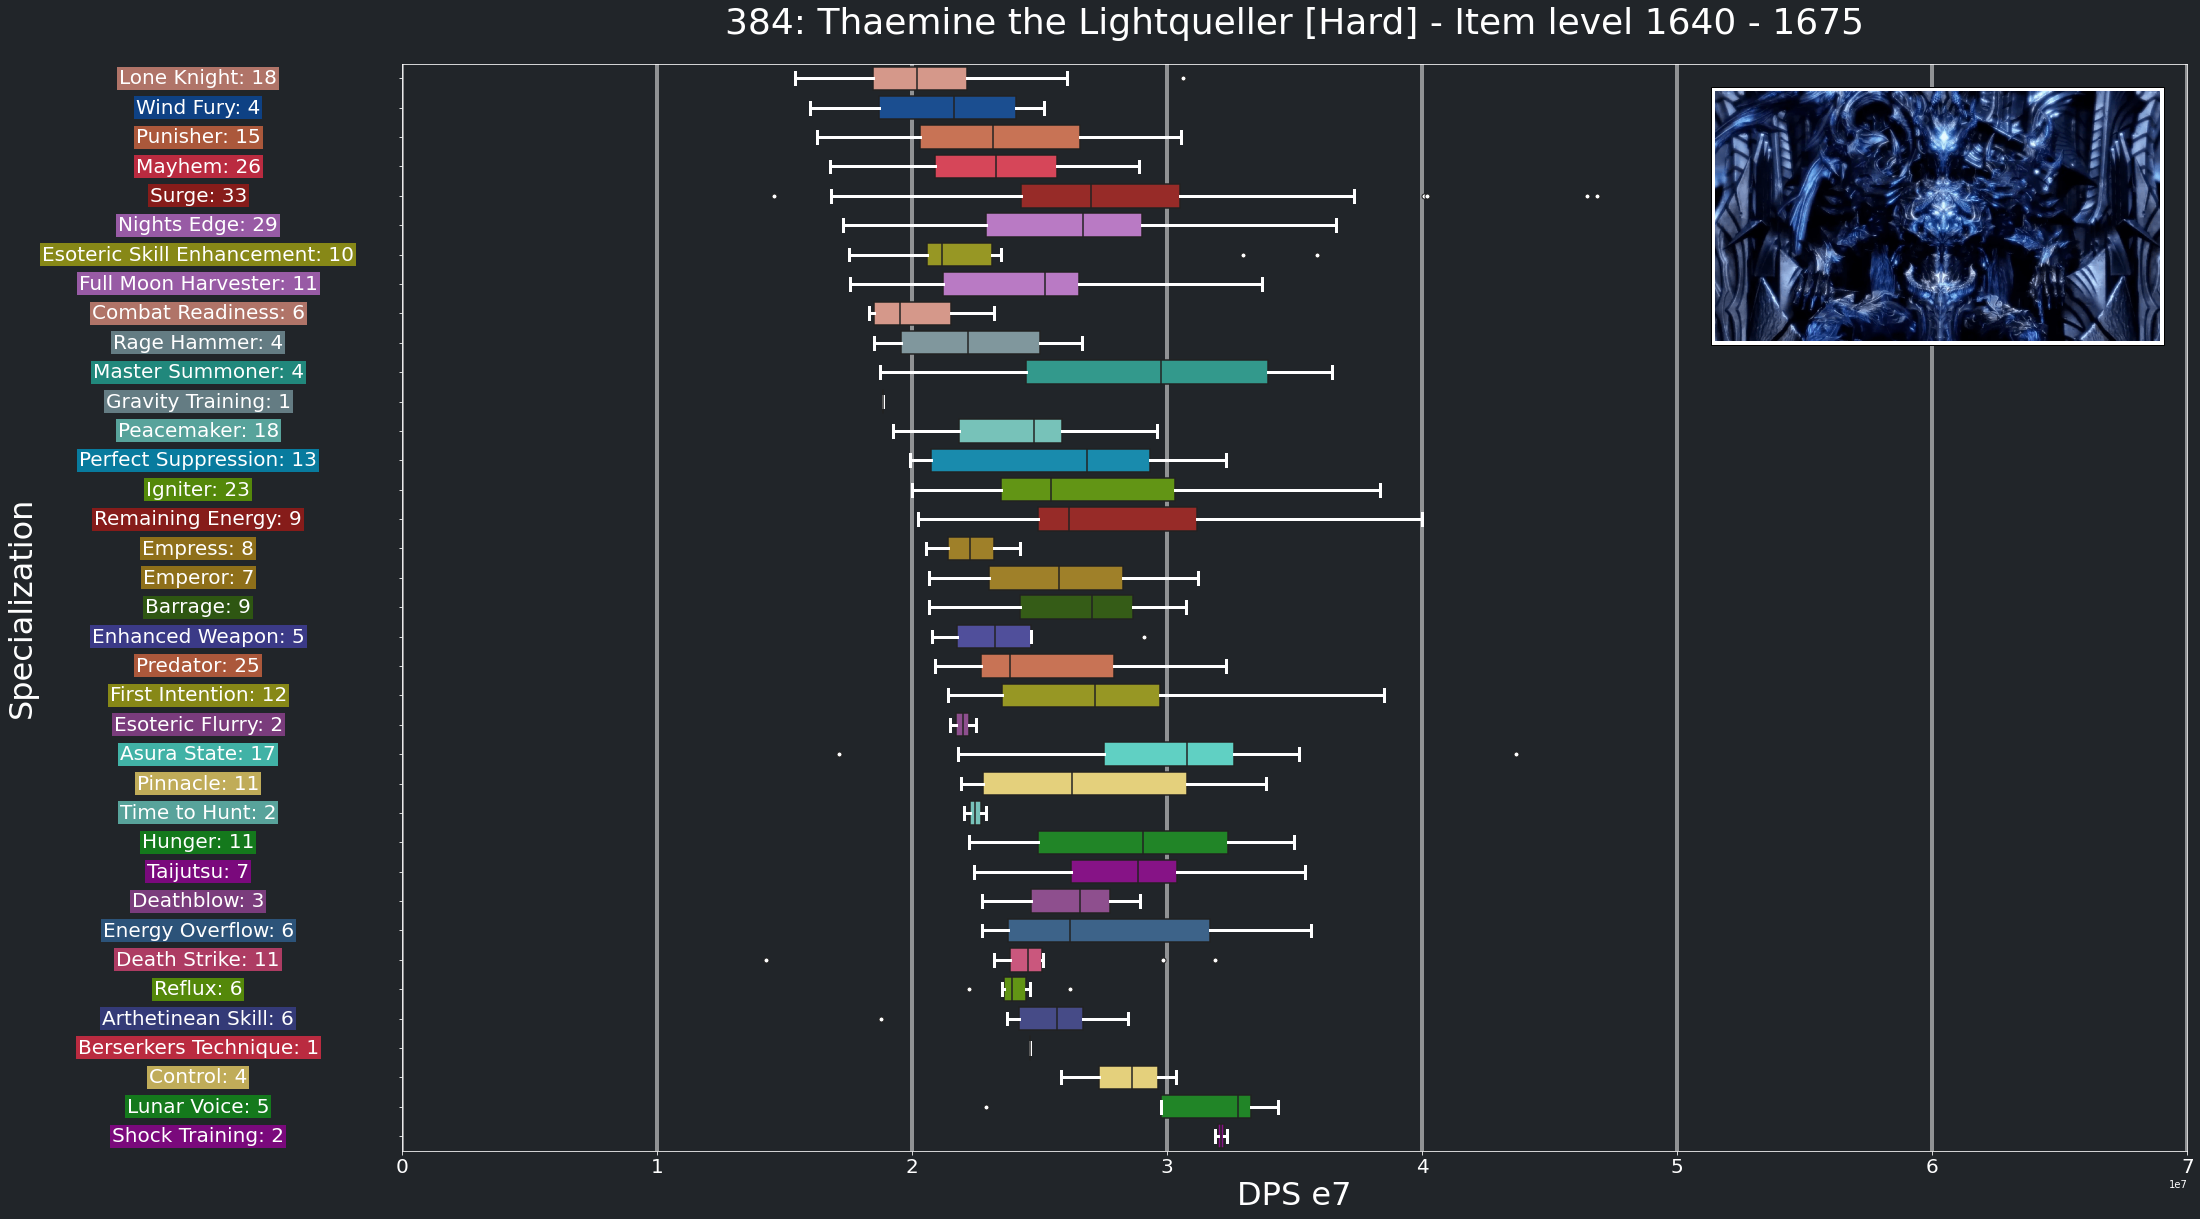 384: Thaemine the Lightqueller [Hard] - Item level 1640 - 1675
Specialization
Lone Knight: 18
Wind Fury: 4
Punisher: 15
Mayhem: 26
Surge: 33
Nights Edge: 29
Esoteric Skill Enhancement: 10
Full Moon Harvester: 11
Combat Readiness: 6
Rage Hammer: 4
Master Summoner: 4
Gravity Training: 1
Peacemaker: 18
Perfect Suppression: 13
Igniter: 23
Remaining Energy: 9
Empress: 8
Emperor: 7
Barrage: 9
Enhanced Weapon: 5
Predator: 25
First Intention: 12
Esoteric Flurry: 2
Asura State: 17
Pinnacle: 11
Time to Hunt: 2
Hunger: 11
Taijutsu: 7
Deathblow: 3
Energy Overflow: 6
Death Strike: 11
Reflux: 6
Arthetinean Skill: 6
Berserkers Technique: 1
Control: 4
Lunar Voice: 5
Shock Training: 2
0 1 2 3 4 5 6 7
1e7
DPS e7